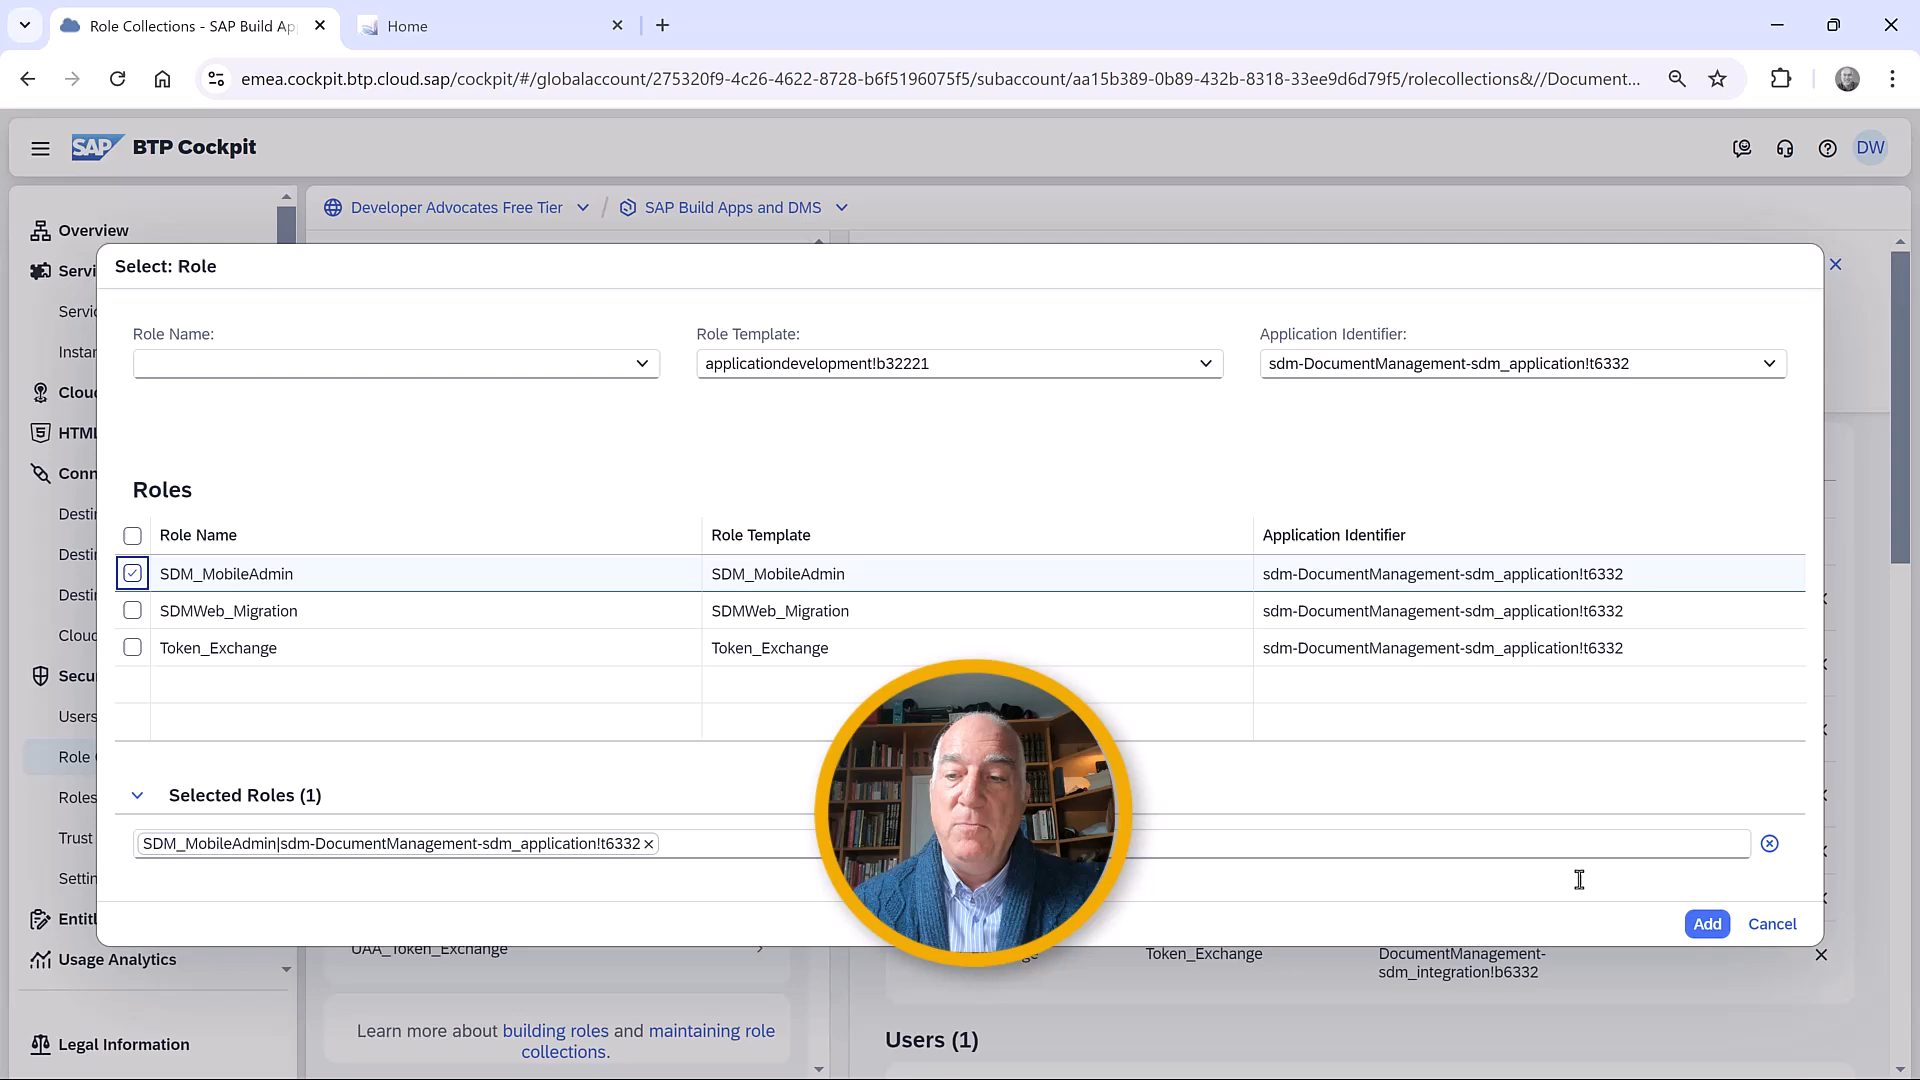 Role Collections - SAP Build Ap
Home
emea.cockpit.btp.cloud.sap/cockpit/#/globalaccount/275320f9-4c26-4622-8728-b6f5196075f5/subaccount/aa15b389-0b89-432b-8318-33ee9d6d79f5/rolecollections&//Document...
SAP BTP Cockpit
DW
Developer Advocates Free Tier / SAP Build Apps and DMS
Overview
Servi
Servic
Instan
Cloud
HTML
Conn
Destin
Destin
Destin
Cloud
Secu
Users
Role C
Roles
Trust
Settin
Entitl
Usage Analytics
Legal Information
Select: Role
Role Name:
Role Template:
Application Identifier:
applicationdevelopment!b32221
sdm-DocumentManagement-sdm_application!t6332
Roles
Role Name Role Template Application Identifier
SDM_MobileAdmin SDM_MobileAdmin sdm-DocumentManagement-sdm_application!t6332
SDMWeb_Migration SDMWeb_Migration sdm-DocumentManagement-sdm_application!t6332
Token_Exchange Token_Exchange sdm-DocumentManagement-sdm_application!t6332
Selected Roles (1)
SDM_MobileAdmin|sdm-DocumentManagement-sdm_application!t6332
Add Cancel
UAA_Token_Exchange
Token_Exchange
DocumentManagement-
sdm_integration!b6332
Learn more about building roles and maintaining role
collections.
Users (1)